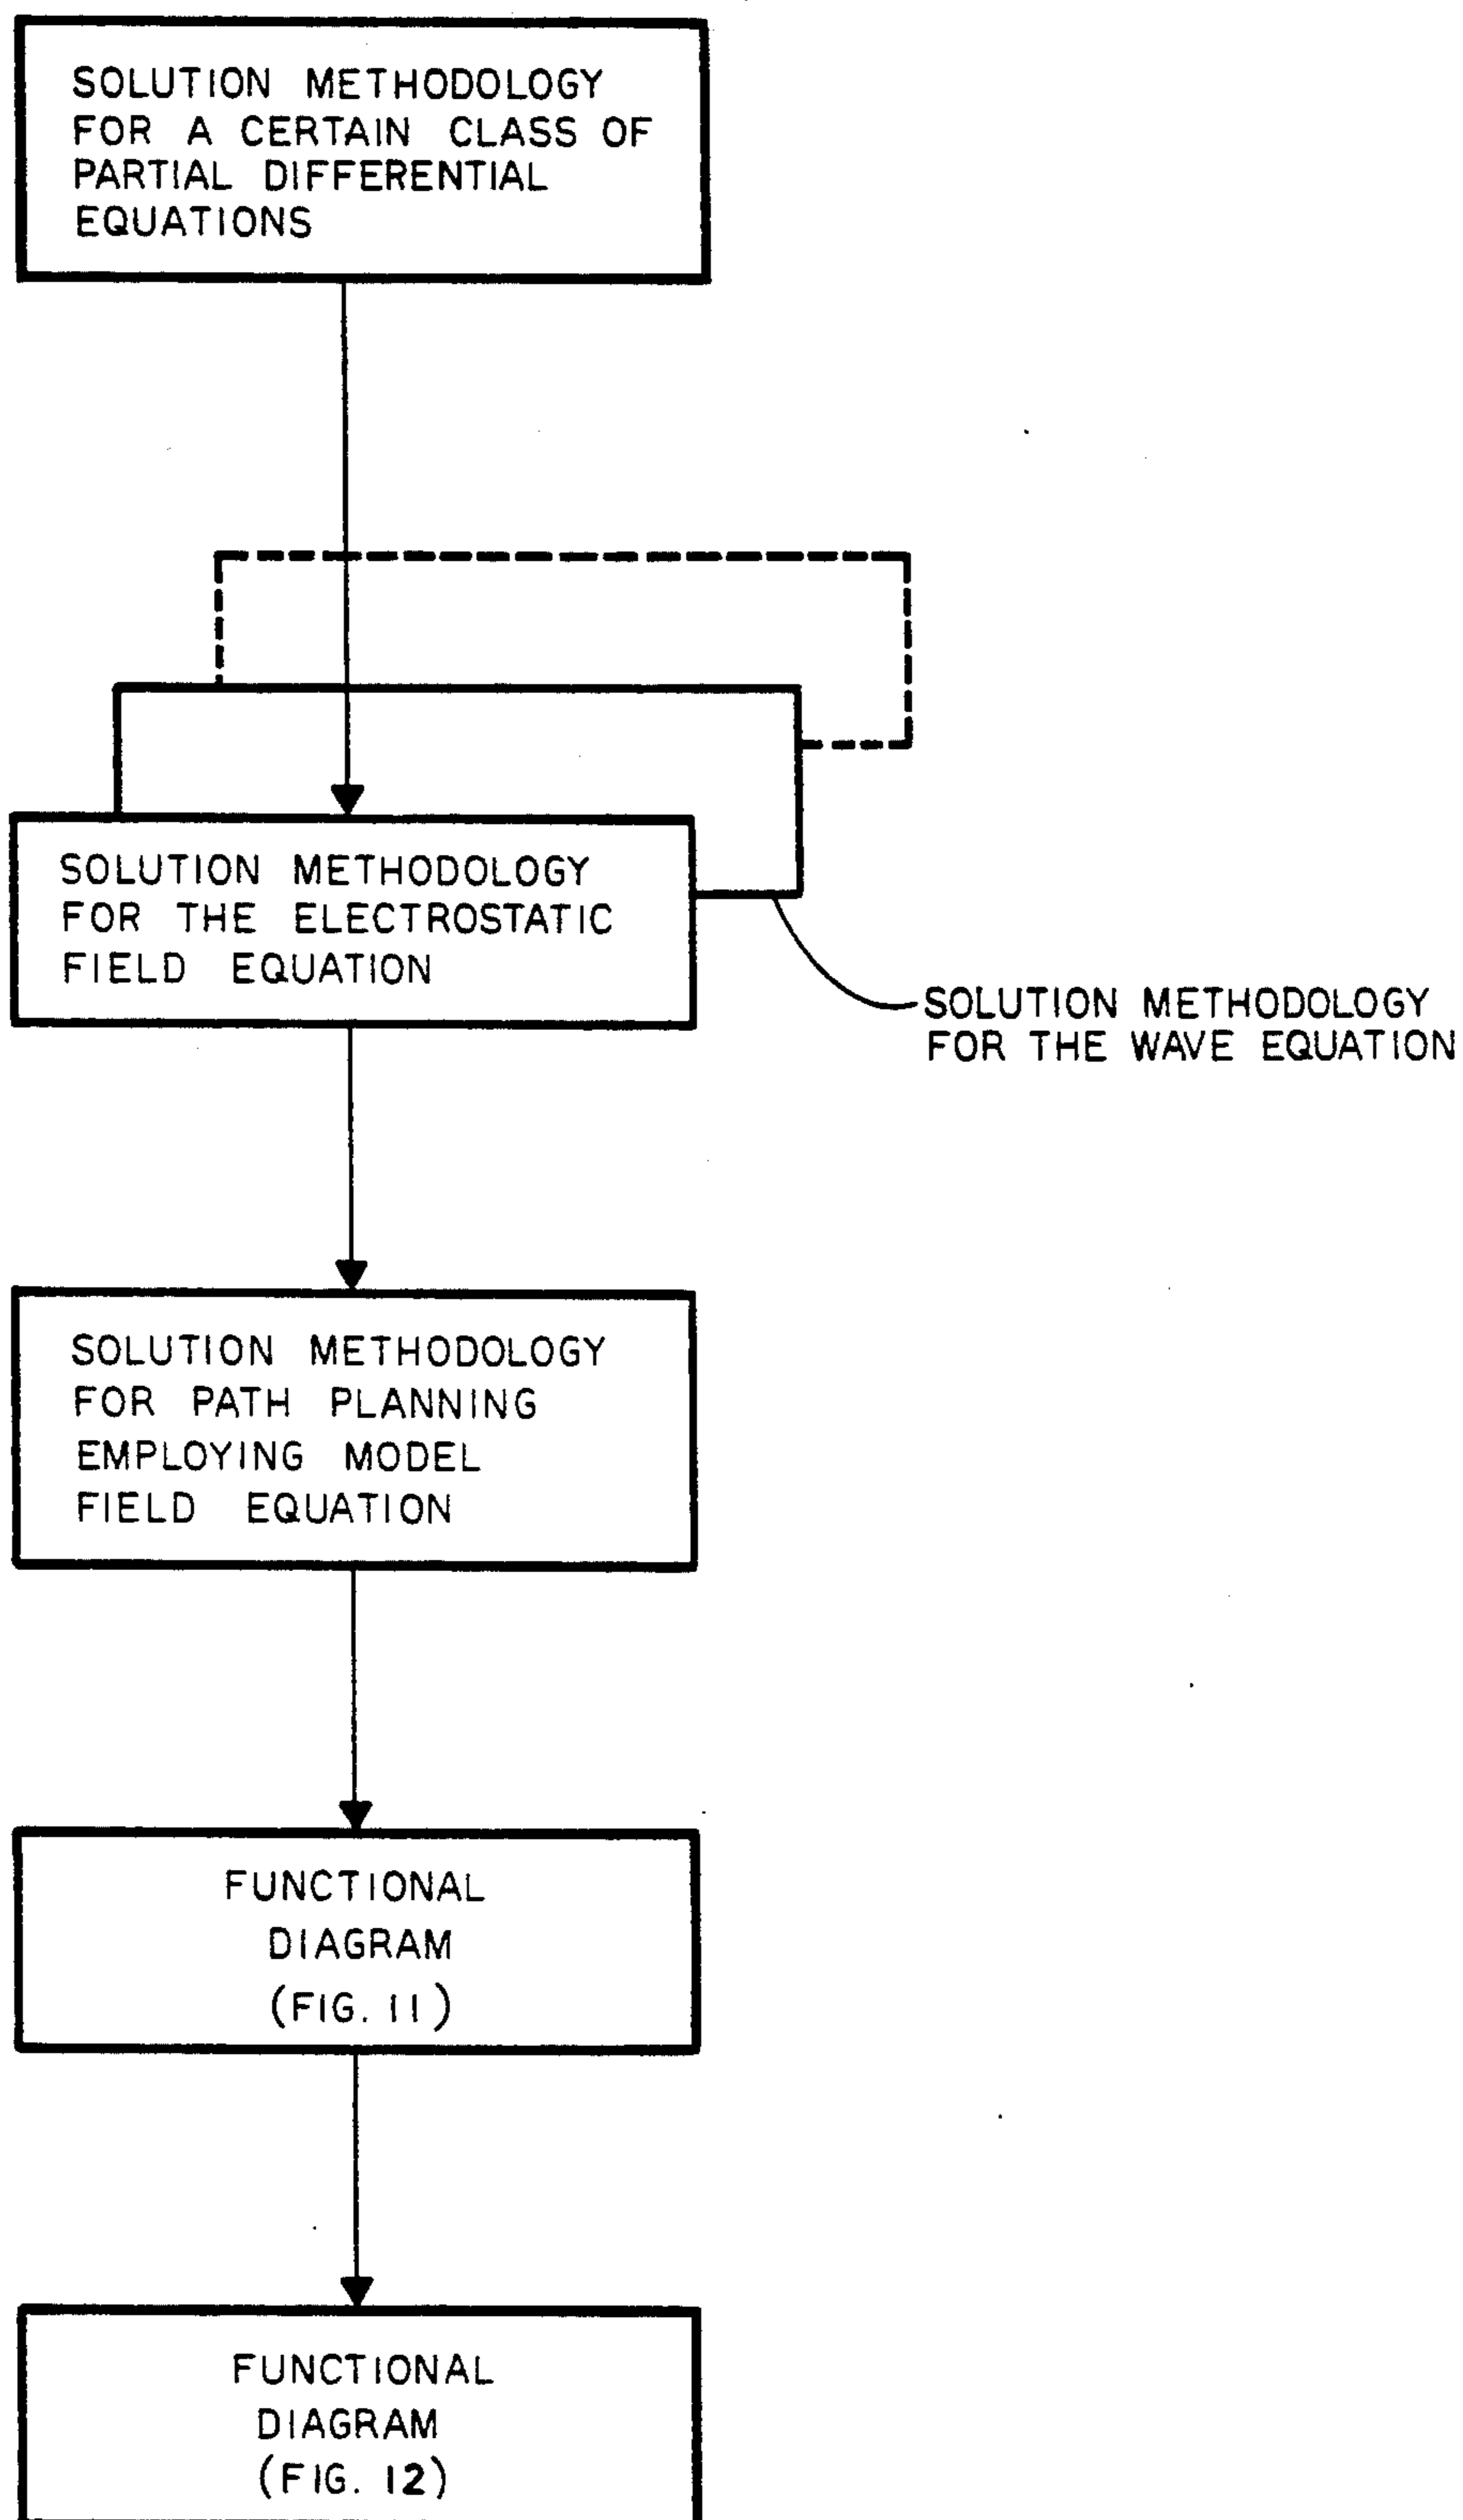 SOLUTION METHODOLOGY
FOR A CERTAIN CLASS OF
PARTIAL DIFFERENTIAL
EQUATIONS
SOLUTION METHODOLOGY
FOR THE ELECTROSTATIC
FIELD EQUATION
SOLUTION METHODOLOGY
FOR THE WAVE EQUATION
SOLUTION METHODOLOGY
FOR PATH PLANNING
EMPLOYING MODEL
FIELD EQUATION
FUNCTIONAL
DIAGRAM
(FIG. 11)
FUNCTIONAL
DIAGRAM
(FIG. 12)